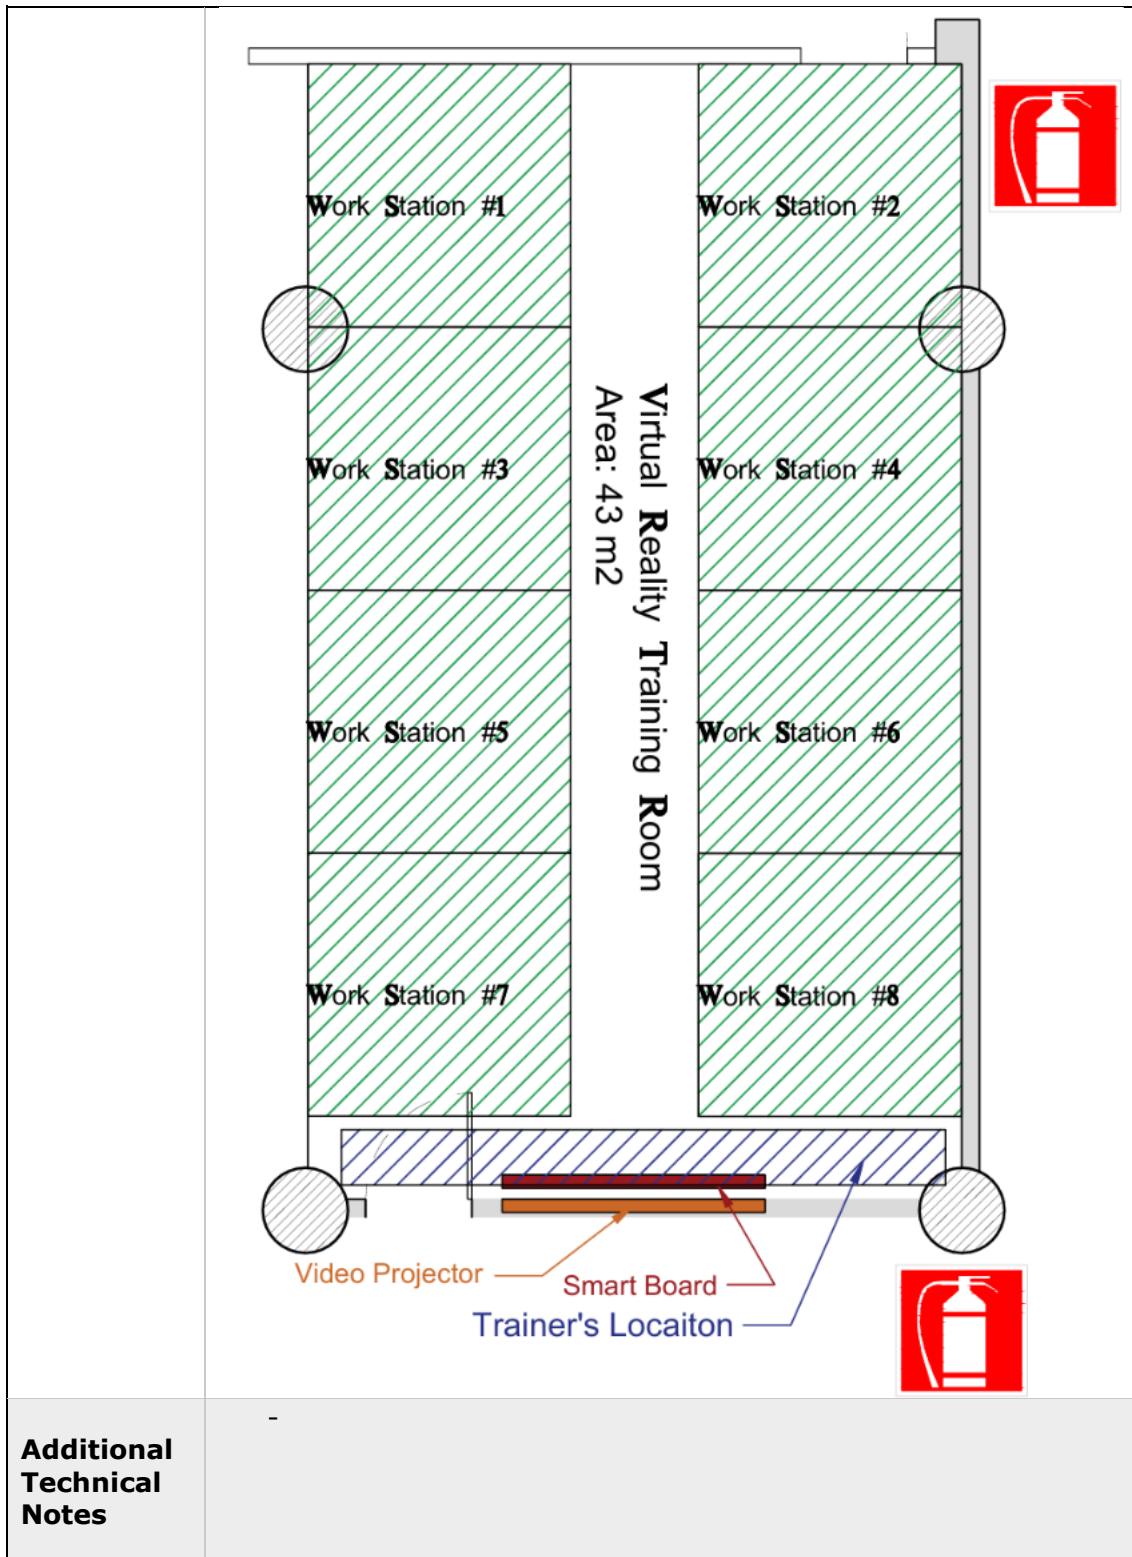 Work Station #1
Work Station #2
Work Station #3
Work Station #4
Virtual Reality Training Room
Area: 43 m2
Work Station #5
Work Station #6
Work Station #7
Work Station #8
Video Projector
Smart Board
Trainer's Locaiton
-
Additional
Technical
Notes